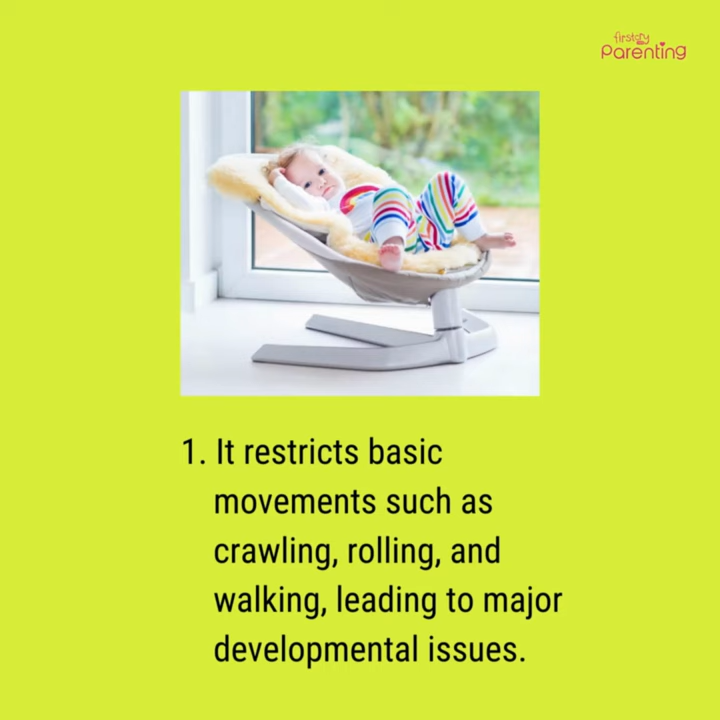 firstcry
Parenting
1. It restricts basic
movements such as
crawling, rolling, and
walking, leading to major
developmental issues.